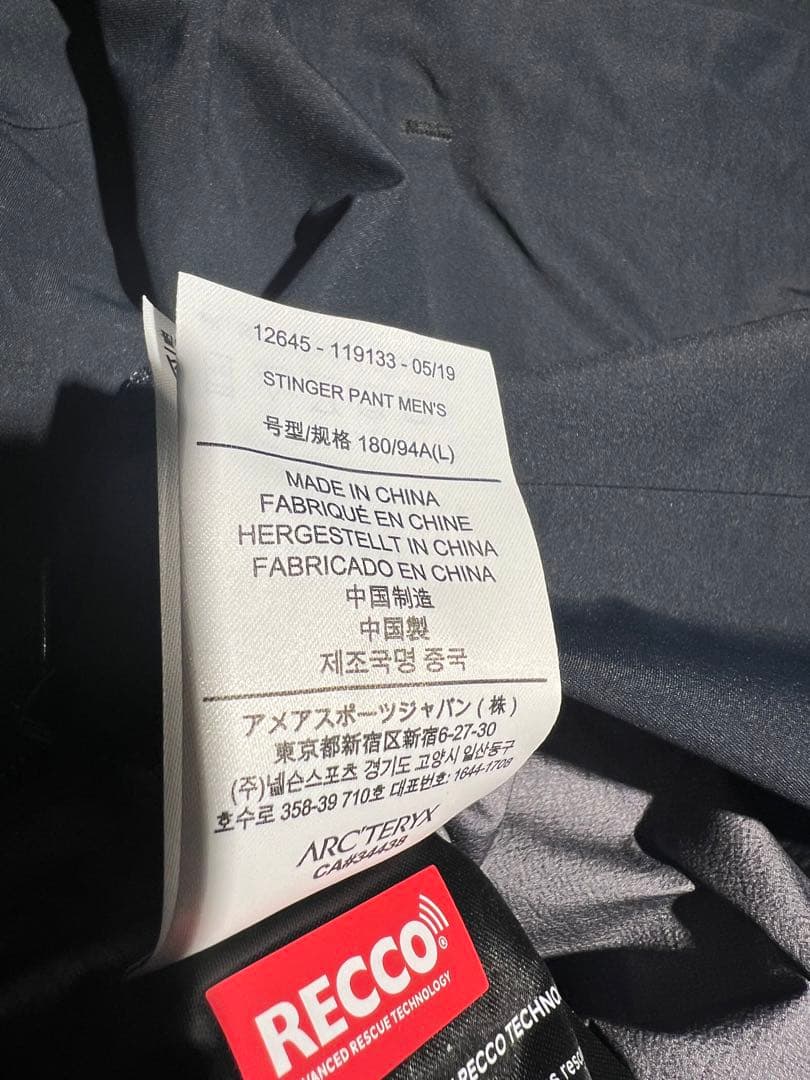 12645 - 119133 - 05/19
STINGER PANT MEN'S
号型/规格 180/94A(L)
MADE IN CHINA
FABRIQUÉ EN CHINE
HERGESTELLT IN CHINA
FABRICADO EN CHINA
中国制造
中国製
제조국명 중국
アメアスポーツジャパン(株)
東京都新宿区新宿6-27-30
(주)넬슨스포츠 경기도 고양시 일산동구
호수로 358-39 710호 대표번호: 1644-1708
ARC'TERYX
CA#34438
RECCO®
ADVANCED RESCUE TECHNOLOGY
RECCO TECHNO